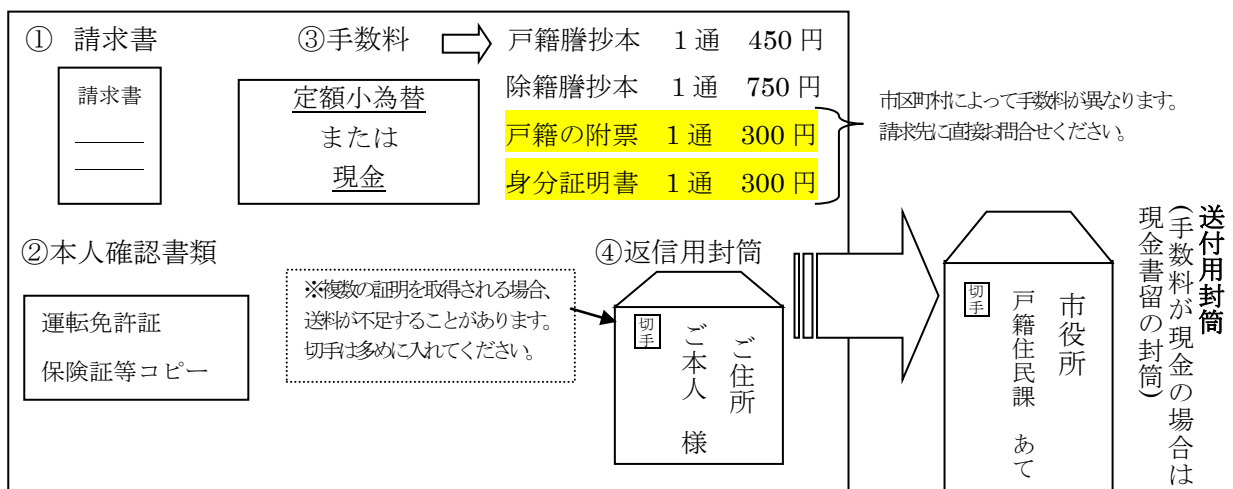 ① 請求書
請求書
③手数料
定額小為替
または
現金
戸籍謄抄本 1通 450円
除籍謄抄本 1通 750円
戸籍の附票 1通 300円
身分証明書 1通 300円
市区町村によって手数料が異なります。
請求先に直接お問合せください。
②本人確認書類
運転免許証
保険証等コピー
※複数の証明を取得される場合、
送料が不足することがあります。
切手は多めに入れてください。
④返信用封筒
切手
ご住所
ご本人 様
切手
市役所
戸籍住民課 あて
送付用封筒
(手数料が現金の場合は
現金書留の封筒)